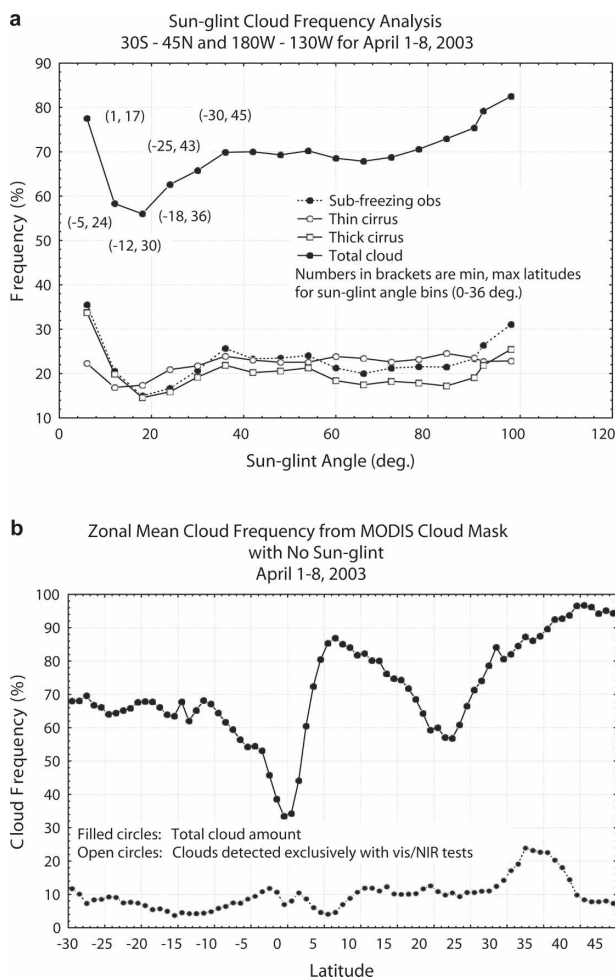 a
Sun-glint Cloud Frequency Analysis
30S - 45N and 180W - 130W for April 1-8, 2003
90
80
70
60
50
40
30
20
10
Frequency (%)
(1, 17)
(-30, 45)
(-25, 43)
(-5, 24)
(-18, 36)
(-12, 30)
Sub-freezing obs
Thin cirrus
Thick cirrus
Total cloud
Numbers in brackets are min, max latitudes
for sun-glint angle bins (0-36 deg.)
0 20 40 60 80 100 120
Sun-glint Angle (deg.)
b
Zonal Mean Cloud Frequency from MODIS Cloud Mask
with No Sun-glint
April 1-8, 2003
100
90
80
70
60
50
40
30
20
10
0
Cloud Frequency (%)
Filled circles: Total cloud amount
Open circles: Clouds detected exclusively with vis/NIR tests
-30 -25 -20 -15 -10 -5 0 5 10 15 20 25 30 35 40 45
Latitude